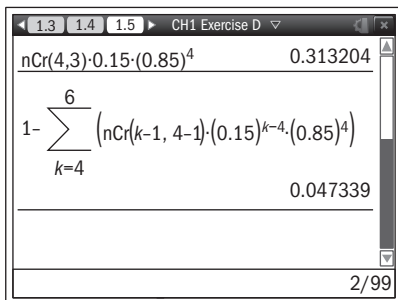 1.3 1.4 1.5 CH1 Exercise D
nCr(4,3)·0.15·(0.85)⁴ 0.313204
6
1– ∑ (nCr(k–1, 4–1)·(0.15)ᵏ⁻⁴·(0.85)⁴)
k=4
0.047339
2/99